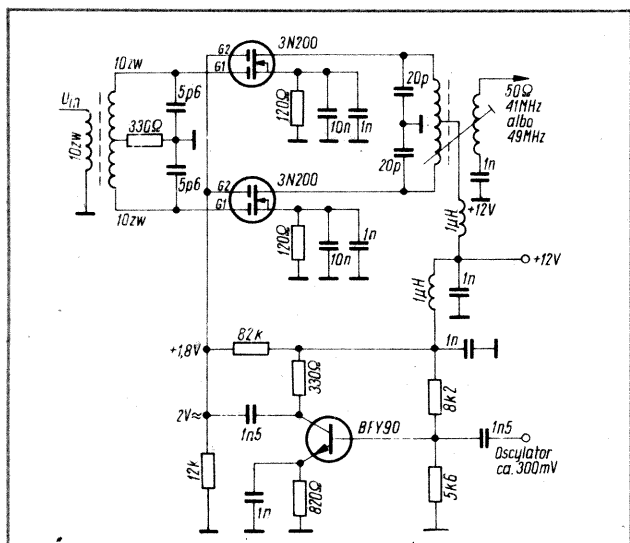 G2
G1
3N200
10zw
5p6
120Ω
10n
1n
20p
50Ω
41MHz
albo
49MHz
Uin
10zw
330Ω
5p6
20p
1n
10zw
G2
G1
3N200
120Ω
10n
1n
1µH
+12V
1µH
1n
+12V
+1,8V
82k
1n
330Ω
8k2
2V≈
1n5
BFY90
1n5
Oscylator
ca. 300mV
12k
1n
820Ω
5k6